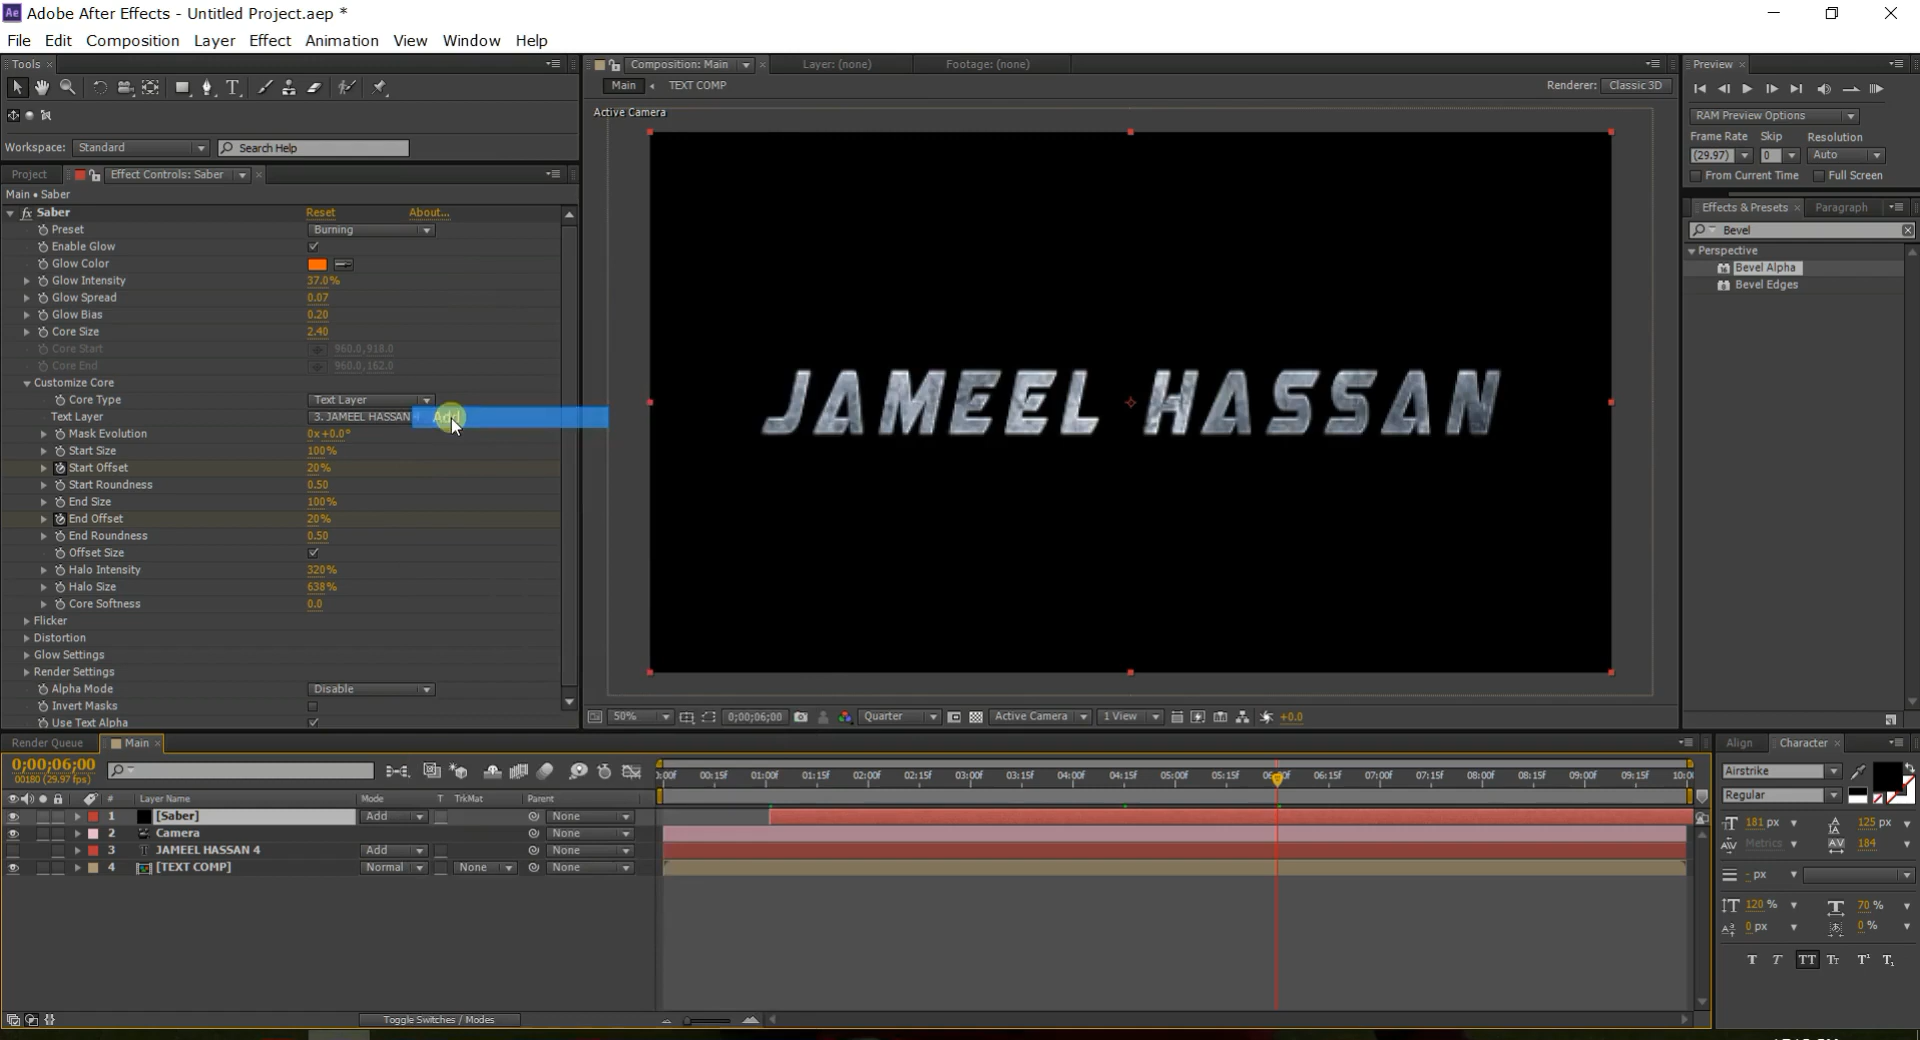 Adobe After Effects - Untitled Project.aep *
File Edit Composition Layer Effect Animation View Window Help
Tools
Workspace: Standard Search Help
Project Effect Controls: Saber
Main • Saber
fx Saber Reset About...
Preset Burning
Enable Glow
Glow Color
Glow Intensity 37.0%
Glow Spread 0.07
Glow Bias 0.20
Core Size 2.40
Core Start 960.0,918.0
Core End 960.0,162.0
Customize Core
Core Type Text Layer
Text Layer 3. JAMEEL HASSAN 4 Add
Mask Evolution 0x+0.0°
Start Size 100%
Start Offset 20%
Start Roundness 0.50
End Size 100%
End Offset 20%
End Roundness 0.50
Offset Size
Halo Intensity 320%
Halo Size 638%
Core Softness 0.0
Flicker
Distortion
Glow Settings
Render Settings
Alpha Mode Disable
Invert Masks
Use Text Alpha
Composition: Main Layer: (none) Footage: (none)
Main TEXT COMP Renderer: Classic 3D
Active Camera
JAMEEL HASSAN
50% 0;00;06;00 Quarter Active Camera 1 View +0.0
Preview
RAM Preview Options
Frame Rate Skip Resolution
(29.97) 0 Auto
From Current Time Full Screen
Effects & Presets Paragraph
Bevel
Perspective
Bevel Alpha
Bevel Edges
Render Queue Main
0;00;06;00
00180 (29.97 fps)
00f 00:15f 01:00f 01:15f 02:00f 02:15f 03:00f 03:15f 04:00f 04:15f 05:00f 05:15f 06:00f 06:15f 07:00f 07:15f 08:00f 08:15f 09:00f 09:15f 10:0
# Layer Name Mode T TrkMat Parent
1 [Saber] Add None
2 Camera None
3 T JAMEEL HASSAN 4 Add None
4 [TEXT COMP] Normal None None
Toggle Switches / Modes
Align Character
Airstrike
Regular
181 px 125 px
Metrics 184
- px
120 % 70 %
0 px 0 %
T T TT Tr T¹ T₁